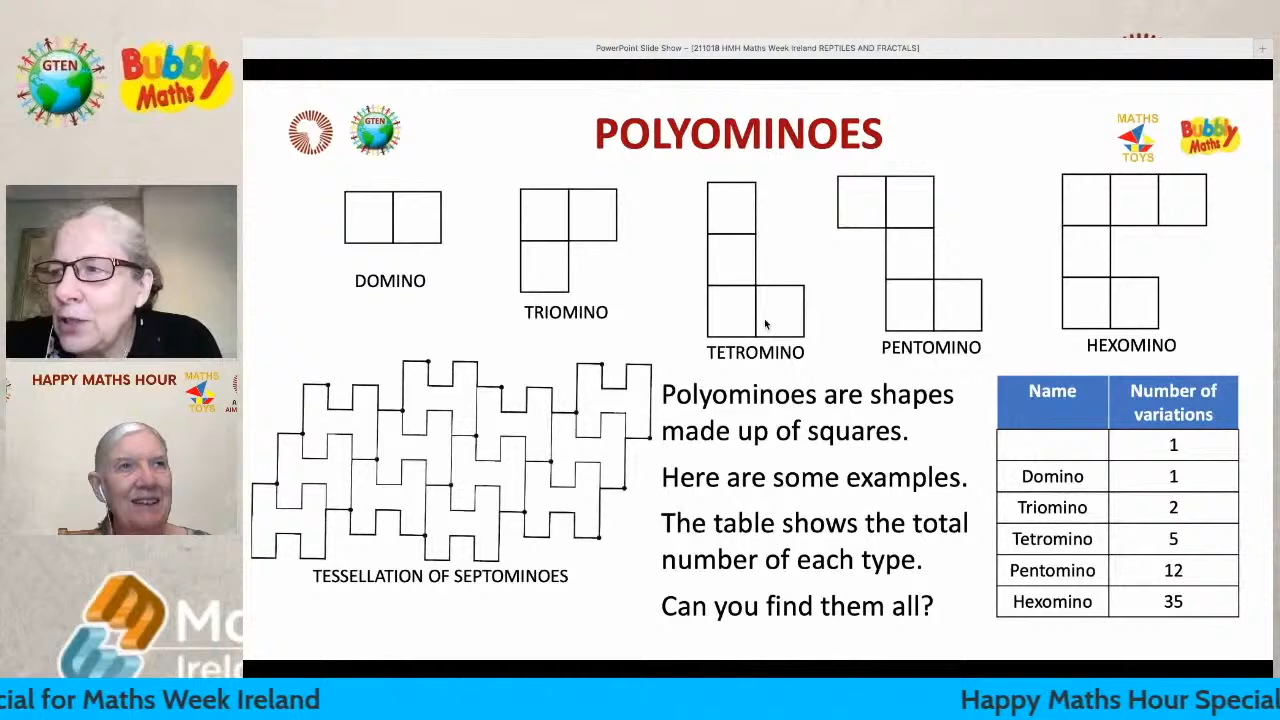 PowerPoint Slide Show – [211018 HMH Maths Week Ireland REPTILES AND FRACTALS]
GTEN
Bubbly
Maths
GTEN
POLYOMINOES
MATHS
TOYS
Bubbly
Maths
DOMINO
TRIOMINO
TETROMINO
PENTOMINO
HEXOMINO
HAPPY MATHS HOUR
MATHS
TOYS
TESSELLATION OF SEPTOMINOES
Polyominoes are shapes
made up of squares.
Here are some examples.
The table shows the total
number of each type.
Can you find them all?
Name Number of
variations
1
Domino 1
Triomino 2
Tetromino 5
Pentomino 12
Hexomino 35
cial for Maths Week Ireland Happy Maths Hour Special